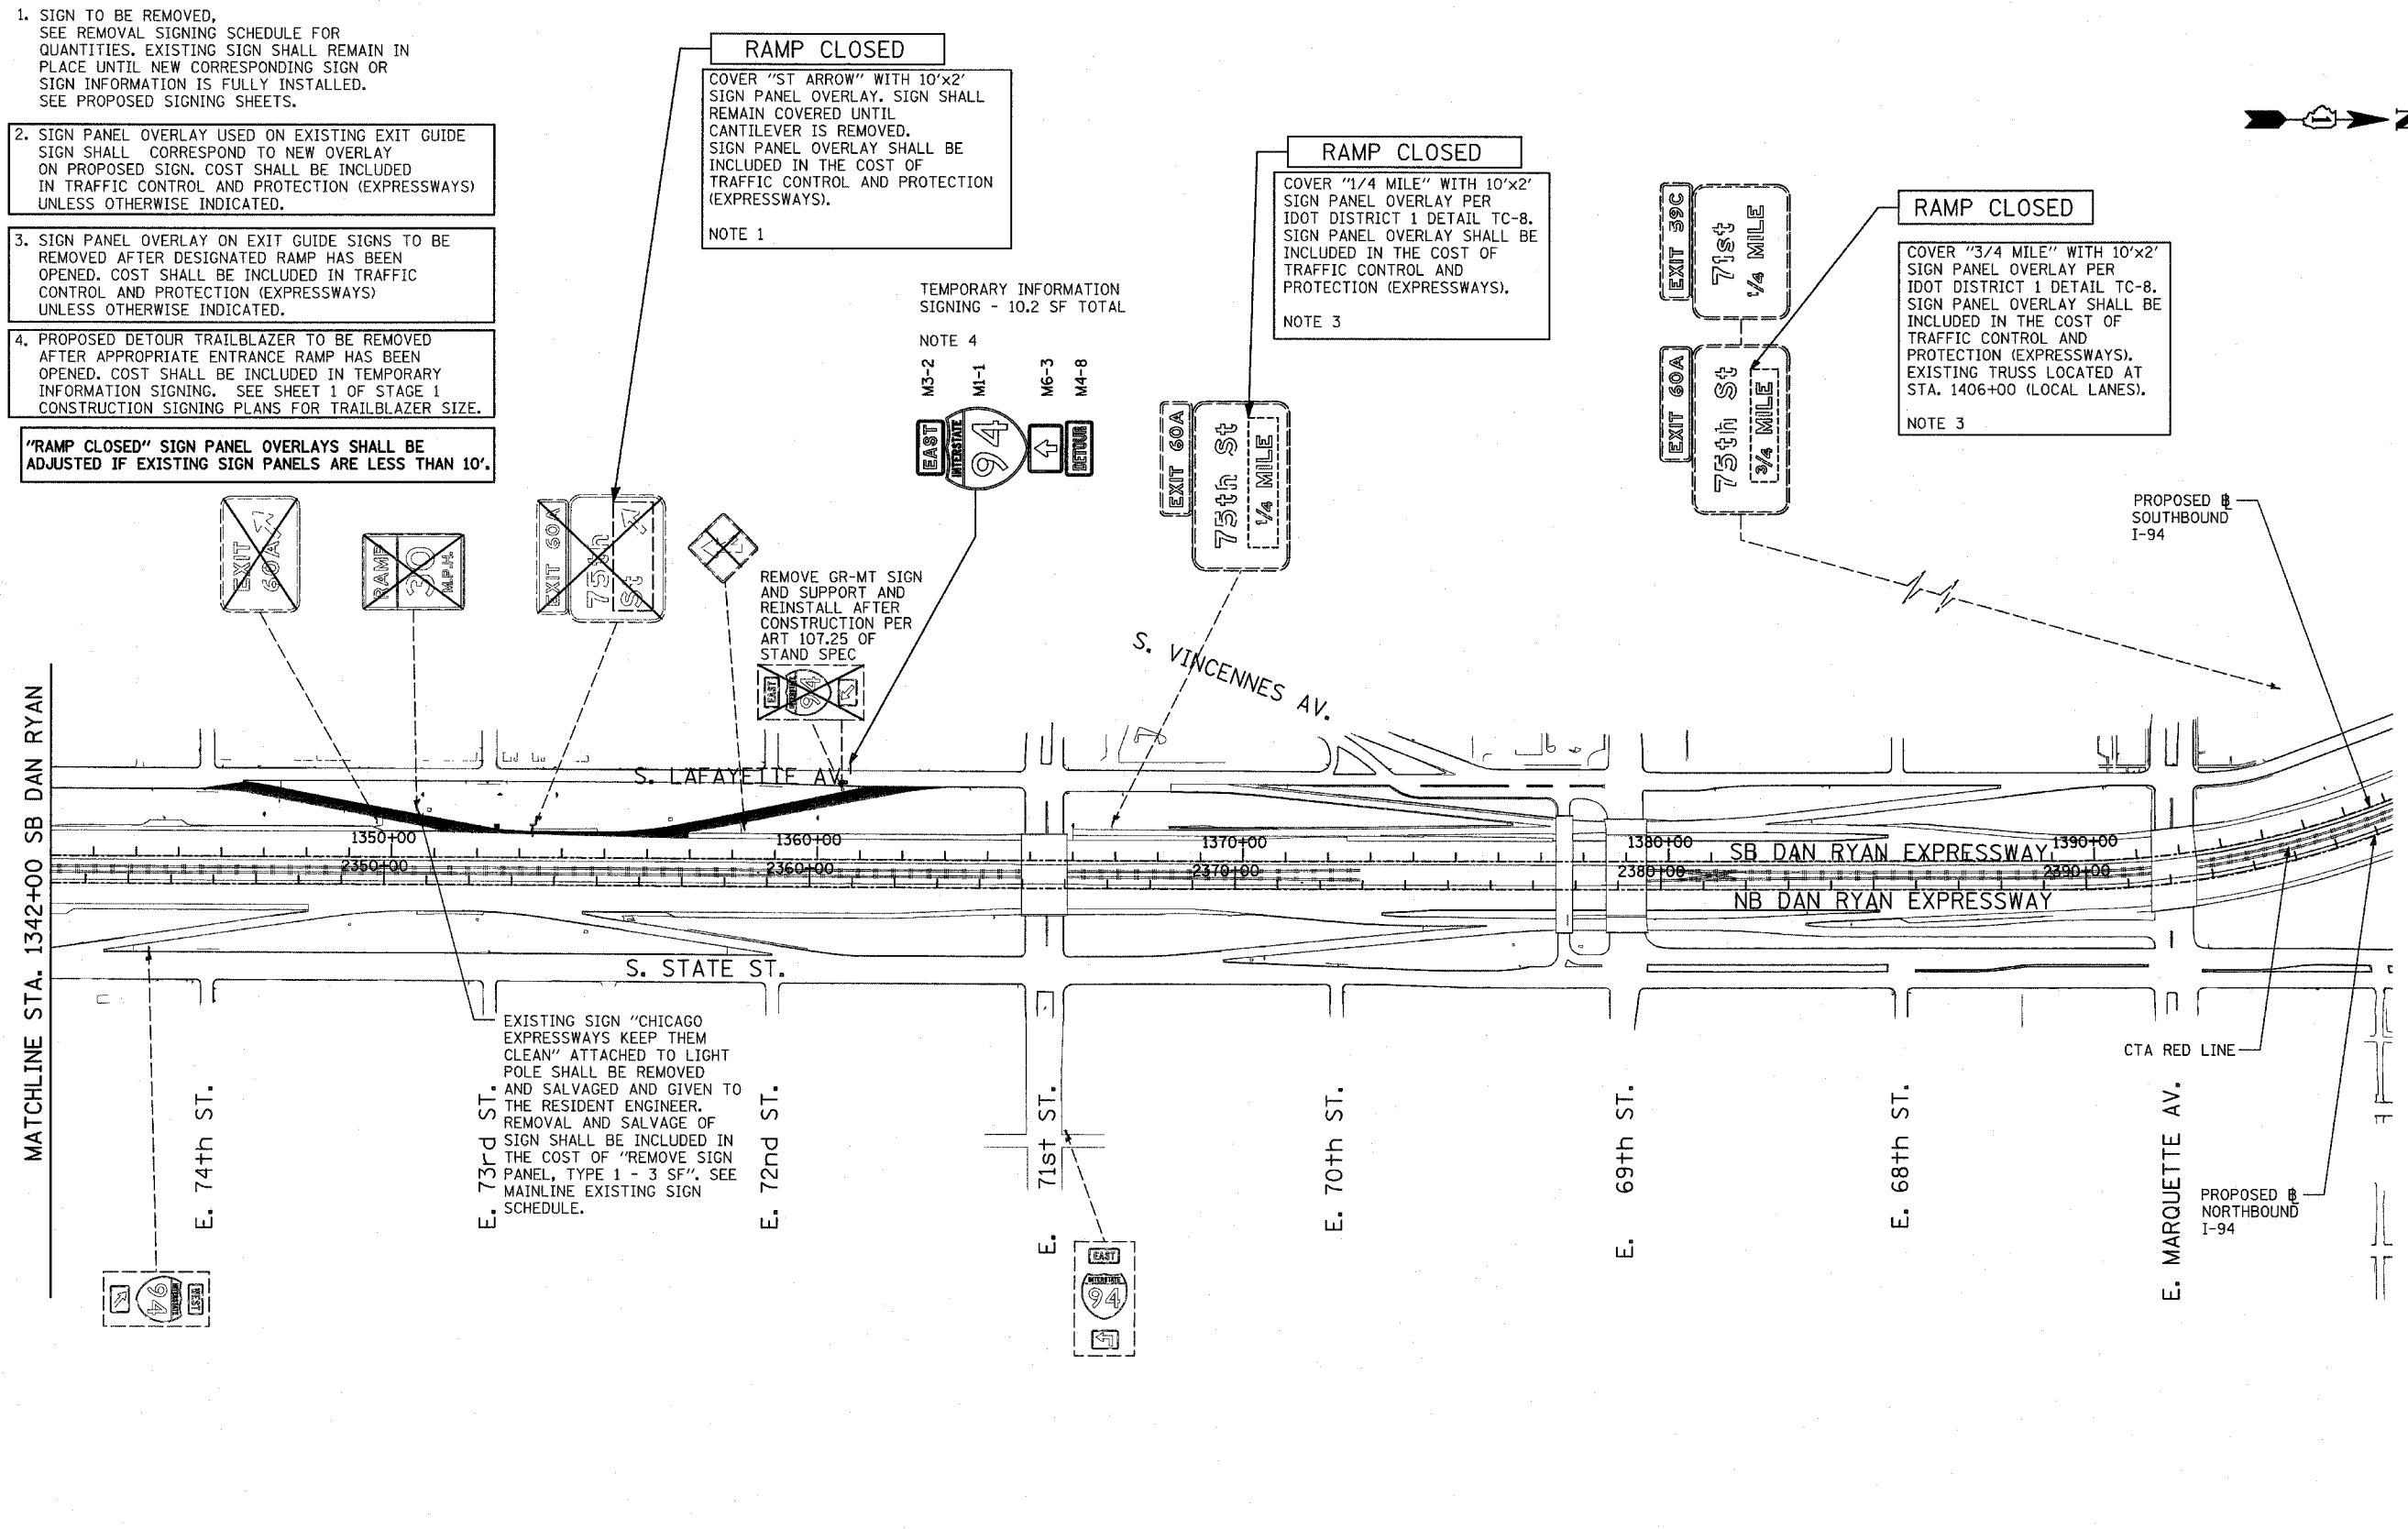 1. SIGN TO BE REMOVED,
SEE REMOVAL SIGNING SCHEDULE FOR
QUANTITIES. EXISTING SIGN SHALL REMAIN IN
PLACE UNTIL NEW CORRESPONDING SIGN OR
SIGN INFORMATION IS FULLY INSTALLED.
SEE PROPOSED SIGNING SHEETS.
2. SIGN PANEL OVERLAY USED ON EXISTING EXIT GUIDE
SIGN SHALL CORRESPOND TO NEW OVERLAY
ON PROPOSED SIGN. COST SHALL BE INCLUDED
IN TRAFFIC CONTROL AND PROTECTION (EXPRESSWAYS)
UNLESS OTHERWISE INDICATED.
3. SIGN PANEL OVERLAY ON EXIT GUIDE SIGNS TO BE
REMOVED AFTER DESIGNATED RAMP HAS BEEN
OPENED. COST SHALL BE INCLUDED IN TRAFFIC
CONTROL AND PROTECTION (EXPRESSWAYS)
UNLESS OTHERWISE INDICATED.
4. PROPOSED DETOUR TRAILBLAZER TO BE REMOVED
AFTER APPROPRIATE ENTRANCE RAMP HAS BEEN
OPENED. COST SHALL BE INCLUDED IN TEMPORARY
INFORMATION SIGNING. SEE SHEET 1 OF STAGE 1
CONSTRUCTION SIGNING PLANS FOR TRAILBLAZER SIZE.
"RAMP CLOSED" SIGN PANEL OVERLAYS SHALL BE
ADJUSTED IF EXISTING SIGN PANELS ARE LESS THAN 10'.
RAMP CLOSED
COVER "ST ARROW" WITH 10'x2'
SIGN PANEL OVERLAY. SIGN SHALL
REMAIN COVERED UNTIL
CANTILEVER IS REMOVED.
SIGN PANEL OVERLAY SHALL BE
INCLUDED IN THE COST OF
TRAFFIC CONTROL AND PROTECTION
(EXPRESSWAYS).
NOTE 1
TEMPORARY INFORMATION
SIGNING - 10.2 SF TOTAL
NOTE 4
M3-2
M1-1
M6-3
M4-8
EAST
INTERSTATE
94
DETOUR
RAMP CLOSED
COVER "1/4 MILE" WITH 10'x2'
SIGN PANEL OVERLAY PER
IDOT DISTRICT 1 DETAIL TC-8.
SIGN PANEL OVERLAY SHALL BE
INCLUDED IN THE COST OF
TRAFFIC CONTROL AND
PROTECTION (EXPRESSWAYS).
NOTE 3
EXIT 60A
75th St
1/4 MILE
EXIT 59C
71st
1/4 MILE
EXIT 60A
75th St
3/4 MILE
RAMP CLOSED
COVER "3/4 MILE" WITH 10'x2'
SIGN PANEL OVERLAY PER
IDOT DISTRICT 1 DETAIL TC-8.
SIGN PANEL OVERLAY SHALL BE
INCLUDED IN THE COST OF
TRAFFIC CONTROL AND
PROTECTION (EXPRESSWAYS).
EXISTING TRUSS LOCATED AT
STA. 1406+00 (LOCAL LANES).
NOTE 3
N
1
PROPOSED BL
SOUTHBOUND
I-94
EXIT
60A
RAMP
30
M.P.H.
EXIT 60A
75th
St
REMOVE GR-MT SIGN
AND SUPPORT AND
REINSTALL AFTER
CONSTRUCTION PER
ART 107.25 OF
STAND SPEC
EAST
INTERSTATE
94
S. VINCENNES AV.
MATCHLINE STA. 1342+00 SB DAN RYAN
S. LAFAYETTE AV.
1350+00
1360+00
1370+00
1380+00
1390+00
SB DAN RYAN EXPRESSWAY
2350+00
2360+00
2370+00
2380+00
2390+00
NB DAN RYAN EXPRESSWAY
S. STATE ST.
EXISTING SIGN "CHICAGO
EXPRESSWAYS KEEP THEM
CLEAN" ATTACHED TO LIGHT
POLE SHALL BE REMOVED
AND SALVAGED AND GIVEN TO
THE RESIDENT ENGINEER.
REMOVAL AND SALVAGE OF
SIGN SHALL BE INCLUDED IN
THE COST OF "REMOVE SIGN
PANEL, TYPE 1 - 3 SF". SEE
MAINLINE EXISTING SIGN
SCHEDULE.
E. 74th ST.
E. 73rd ST.
E. 72nd ST.
E. 71st ST.
E. 70th ST.
E. 69th ST.
E. 68th ST.
E. MARQUETTE AV.
CTA RED LINE
PROPOSED BL
NORTHBOUND
I-94
WEST
INTERSTATE
94
EAST
INTERSTATE
94